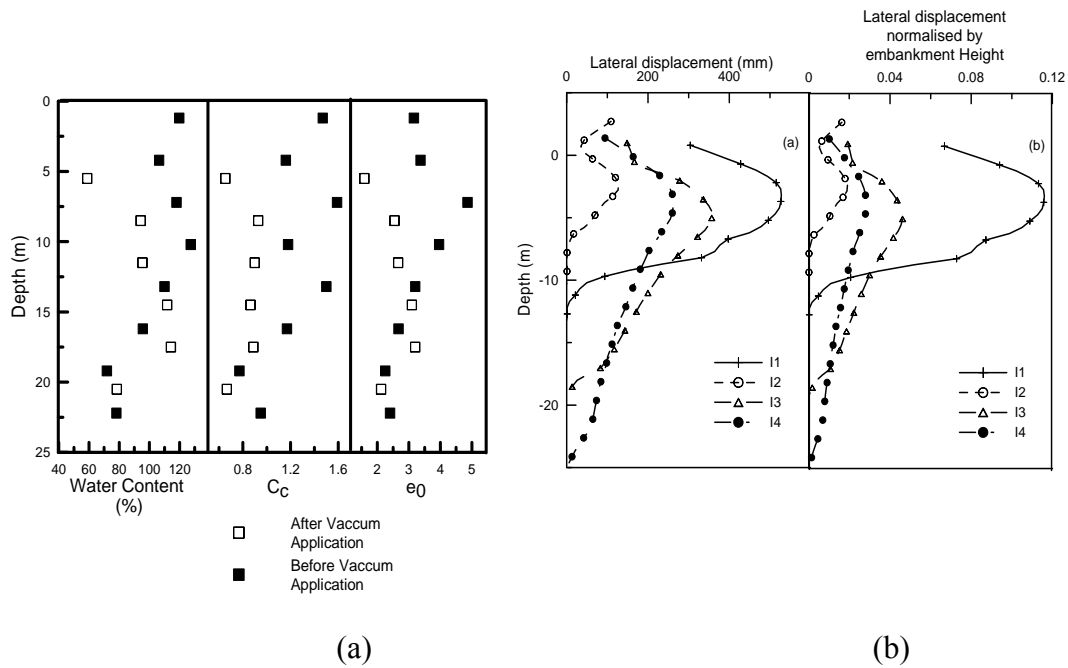 0
5
10
15
20
25
Depth (m)
40 60 80 100 120
Water Content
(%)
0.8 1.2 1.6
Cc
2 3 4 5
e0
After Vaccum
Application
Before Vaccum
Application
(a)
Lateral displacement (mm)
0 200 400
(a)
0
-10
-20
Depth (m)
I1
I2
I3
I4
Lateral displacement
normalised by
embankment Height
0 0.04 0.08 0.12
(b)
I1
I2
I3
I4
(b)